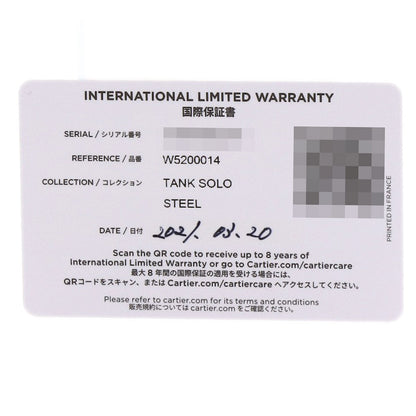 INTERNATIONAL LIMITED WARRANTY
国際保証書
SERIAL / シリアル番号
REFERENCE / 品番 W5200014
COLLECTION / コレクション TANK SOLO
STEEL
DATE / 日付 2021. 03. 20
Scan the QR code to receive up to 8 years of
International Limited Warranty or go to Cartier.com/cartiercare
最大 8 年間の国際保証の適用を受ける場合には、
QRコードをスキャン、または Cartier.com/cartiercare へアクセスしてください。
Please refer to cartier.com for its terms and conditions
販売規約については cartier.com をご確認ください。
PRINTED IN FRANCE